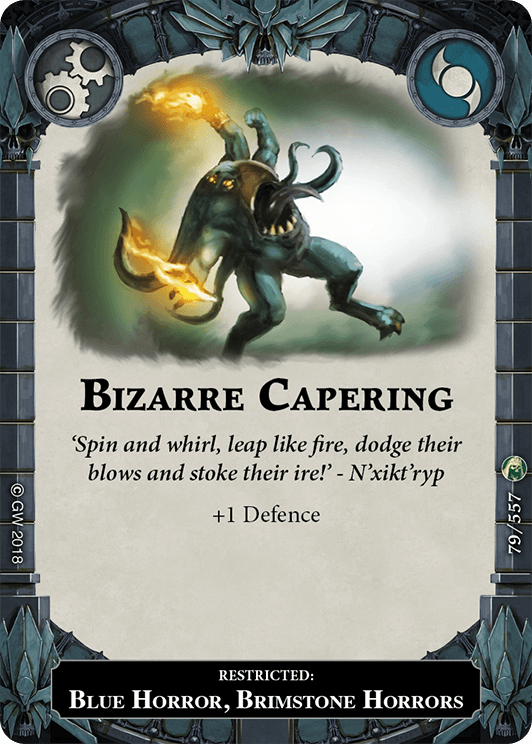 BIZARRE CAPERING
‘Spin and whirl, leap like fire, dodge their
blows and stoke their ire!’ - N’xikt’ryp
+1 Defence
© GW 2018
79/557
RESTRICTED:
BLUE HORROR, BRIMSTONE HORRORS